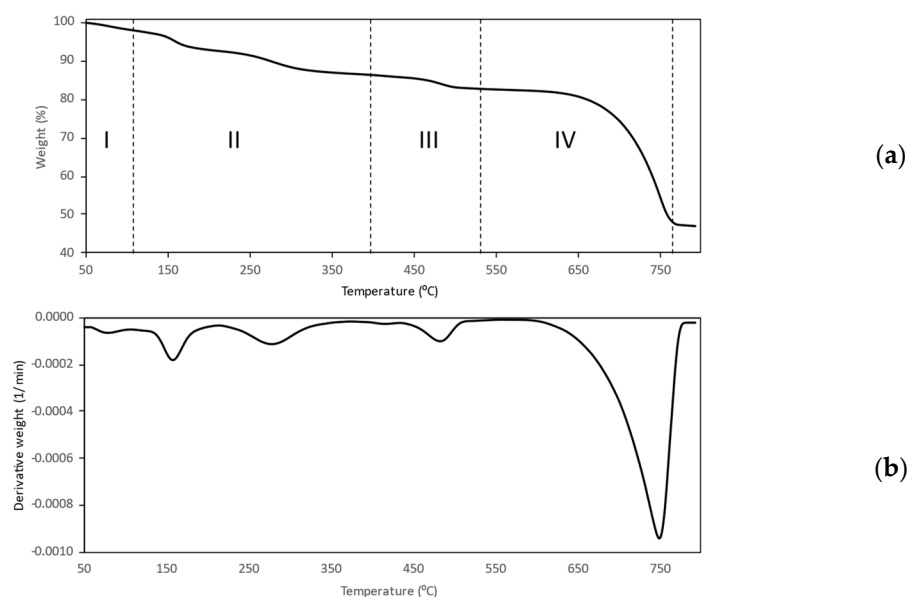 100
90
80
70
60
50
40
Weight (%)
I
II
III
IV
50
150
250
350
450
550
650
750
Temperature (⁰C)
(a)
0.0000
-0.0002
-0.0004
-0.0006
-0.0008
-0.0010
Derivative weight (1/ min)
50
150
250
350
450
550
650
750
Temperature (⁰C)
(b)